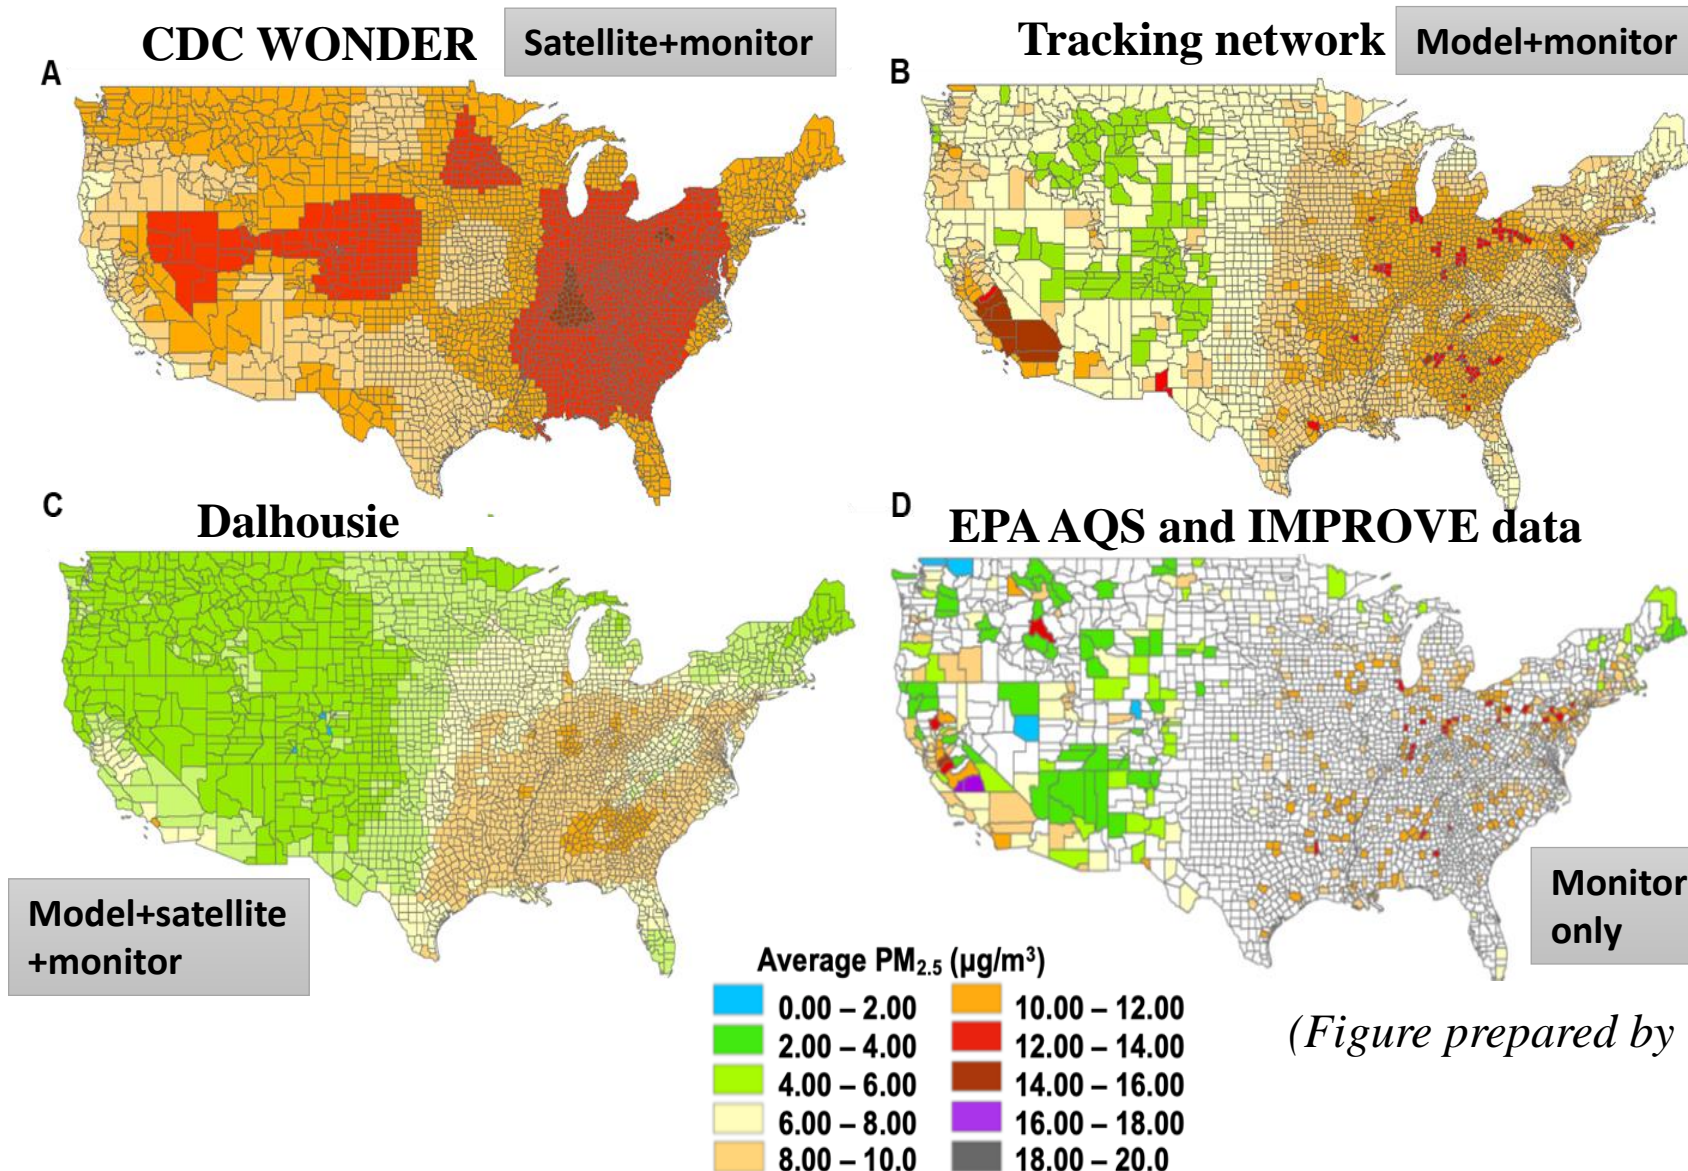 CDC WONDER
Satellite+monitor
A
Tracking network
Model+monitor
B
C
Dalhousie
Model+satellite
+monitor
D
EPA AQS and IMPROVE data
Monitor
only
Average PM2.5 (µg/m³)
0.00 – 2.00
2.00 – 4.00
4.00 – 6.00
6.00 – 8.00
8.00 – 10.0
10.00 – 12.00
12.00 – 14.00
14.00 – 16.00
16.00 – 18.00
18.00 – 20.0
(Figure prepared by